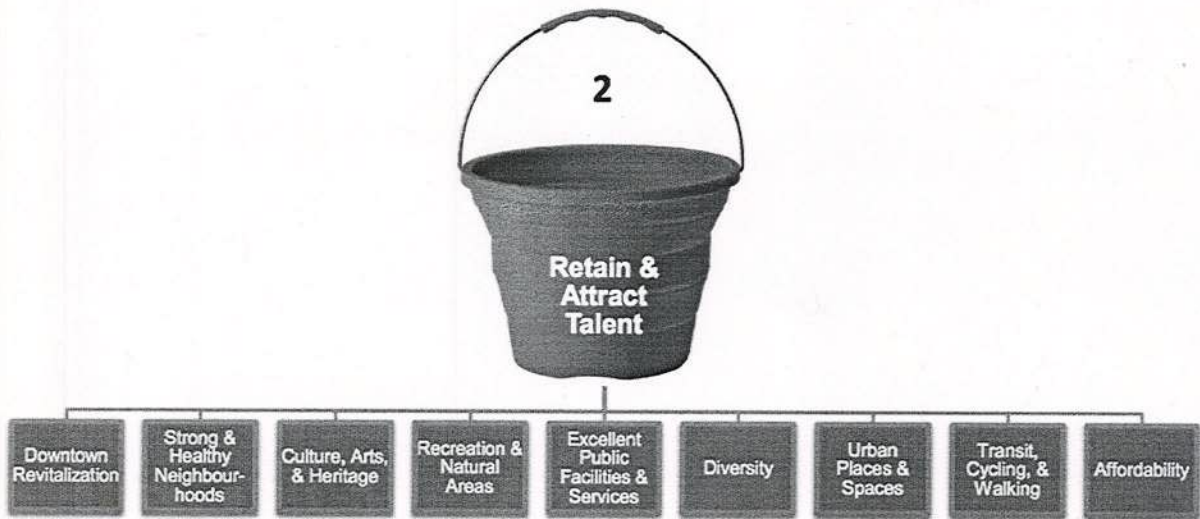 2
Retain &
Attract
Talent
Downtown
Revitalization
Strong &
Healthy
Neighbour-
hoods
Culture, Arts,
& Heritage
Recreation &
Natural
Areas
Excellent
Public
Facilities &
Services
Diversity
Urban
Places &
Spaces
Transit,
Cycling, &
Walking
Affordability